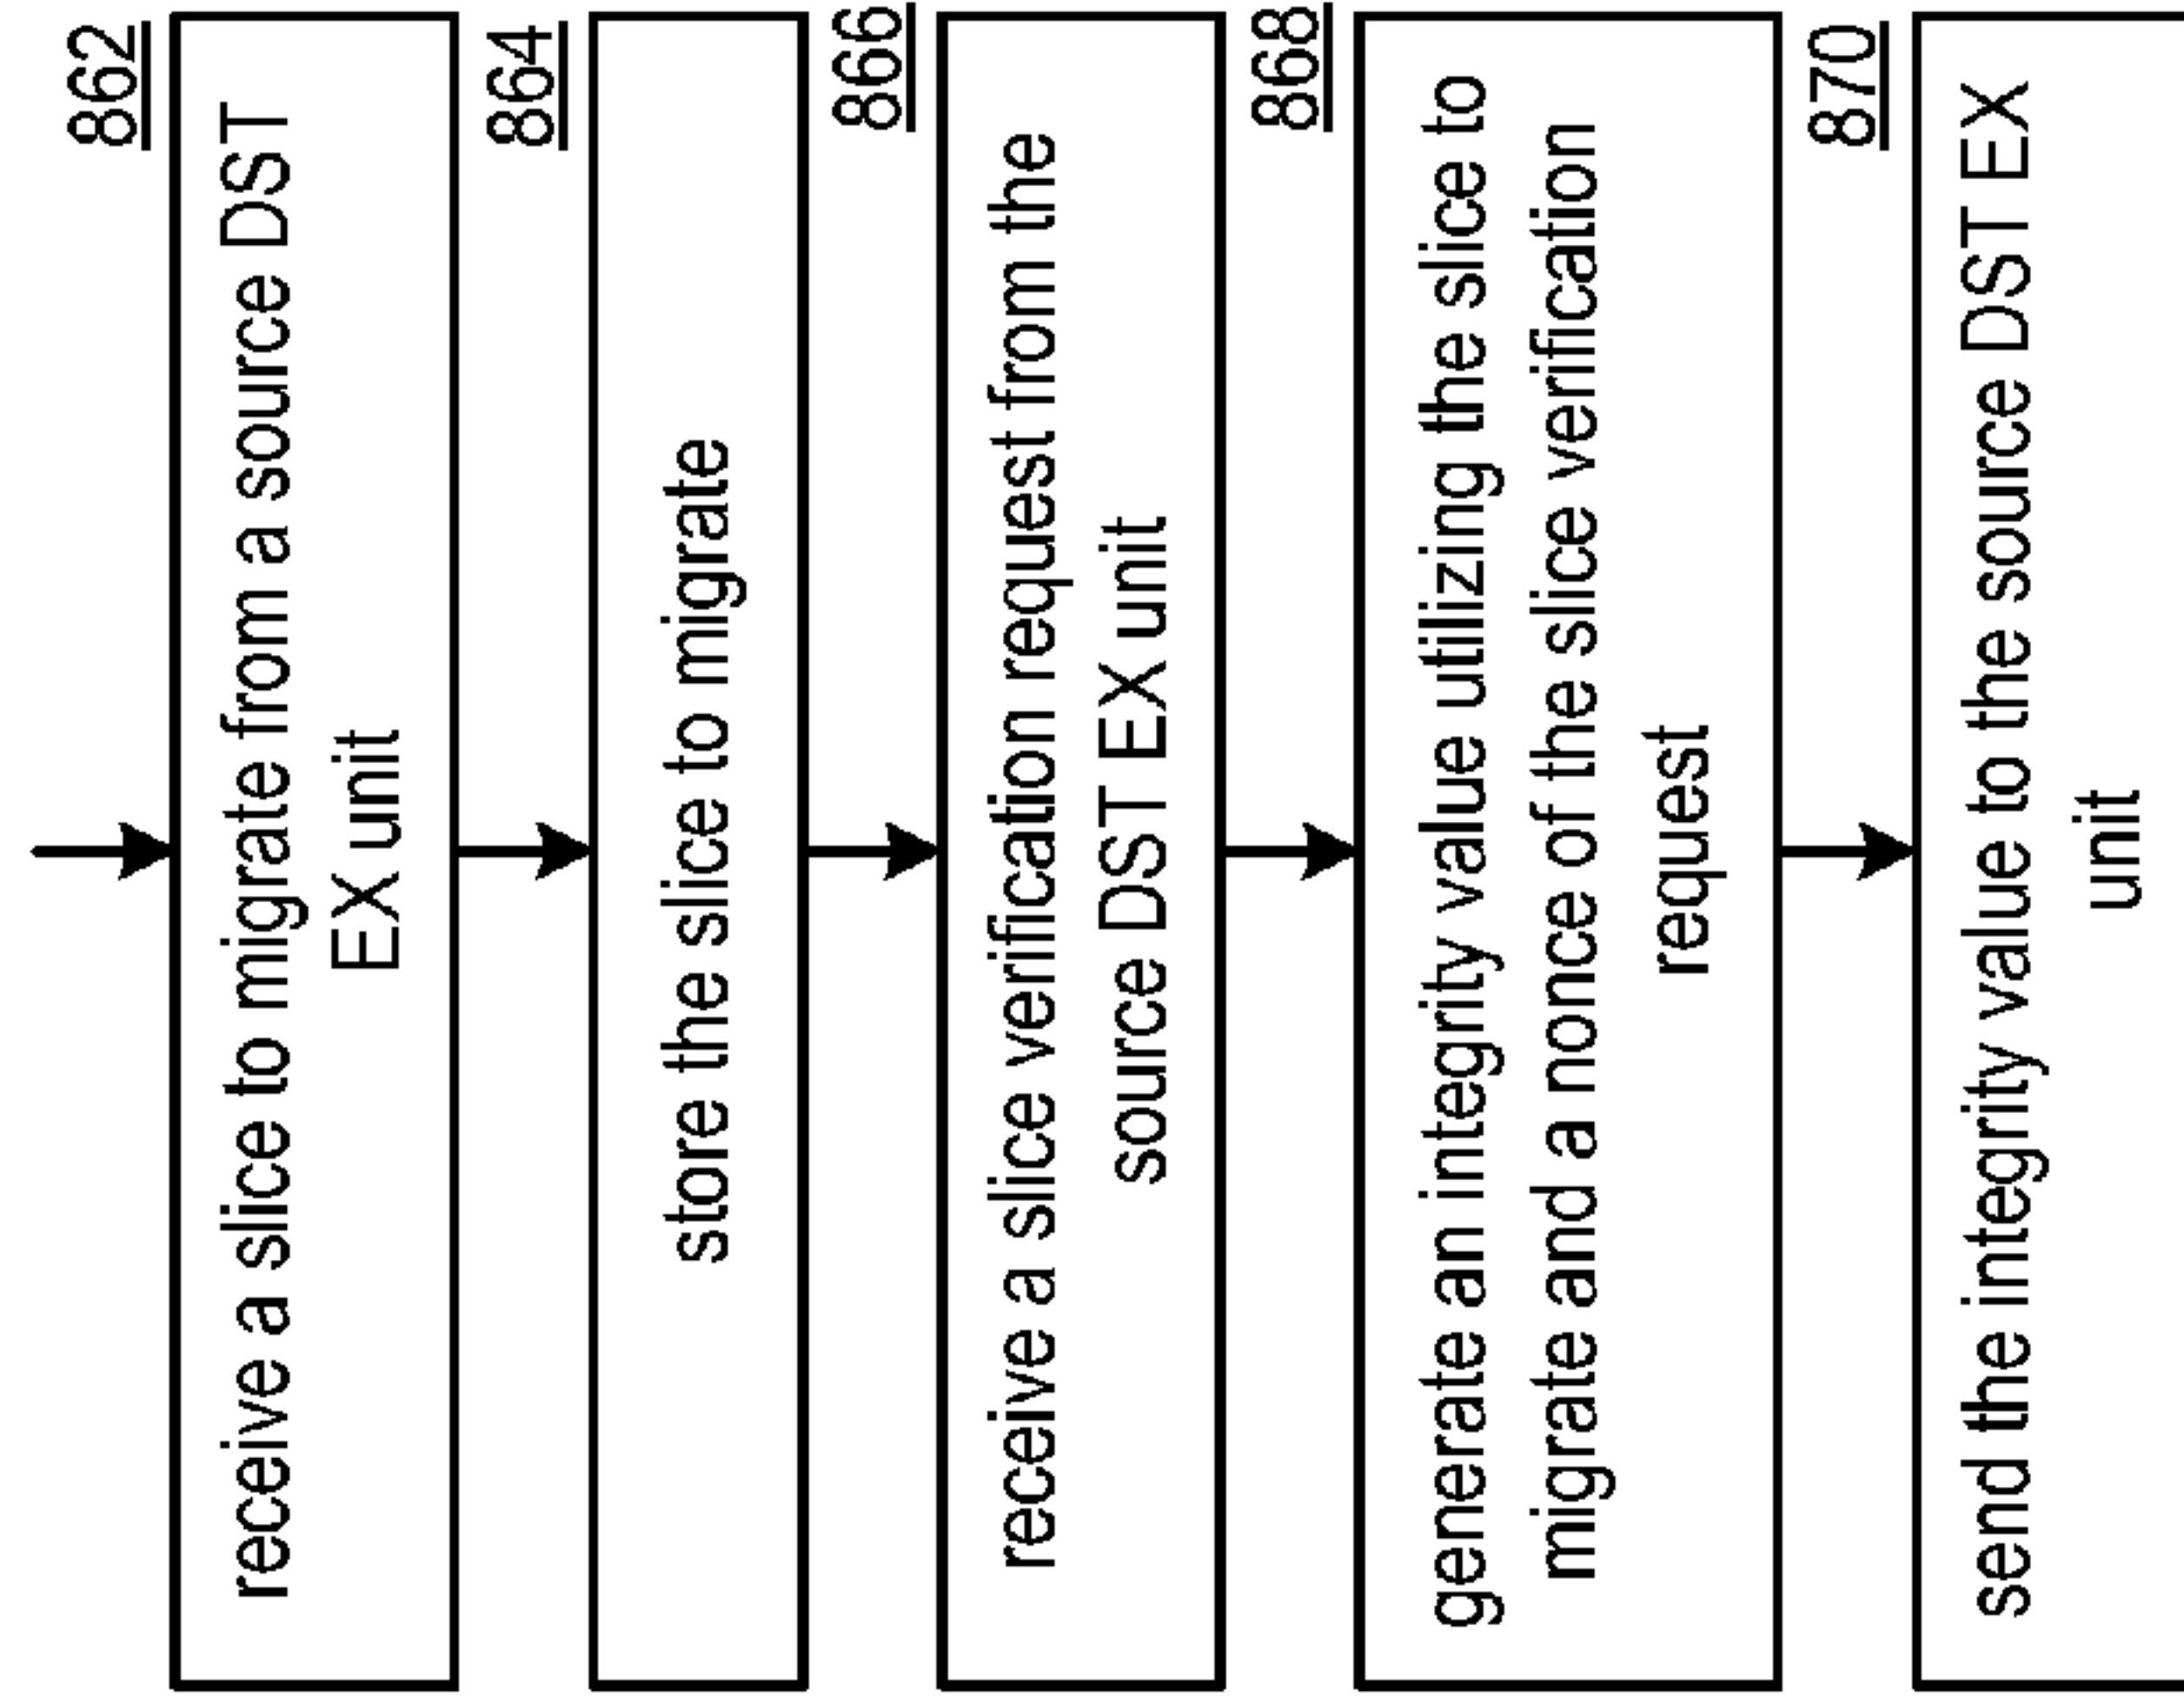 862
receive a slice to migrate from a source DST
EX unit
864
store the slice to migrate
866
receive a slice verification request from the
source DST EX unit
868
generate an integrity value utilizing the slice to
migrate and a nonce of the slice verification
request
870
send the integrity value to the source DST EX
unit